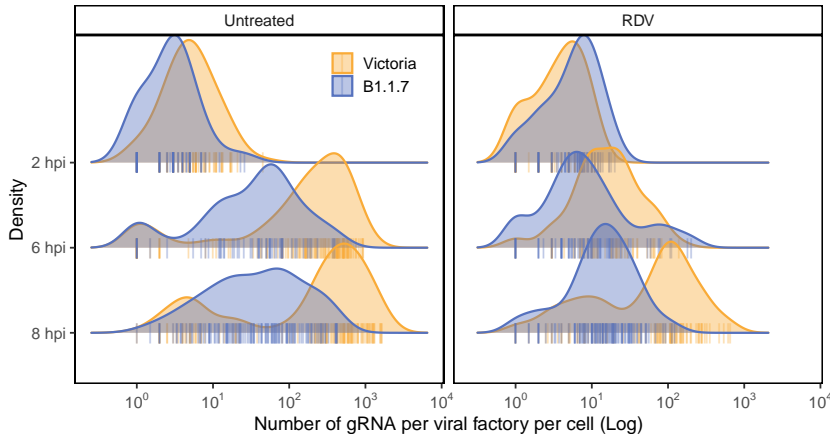 Untreated
RDV
Victoria
B1.1.7
Density
2 hpi
6 hpi
8 hpi
10⁰ 10¹ 10² 10³ 10⁴
10⁰ 10¹ 10² 10³ 10⁴
Number of gRNA per viral factory per cell (Log)